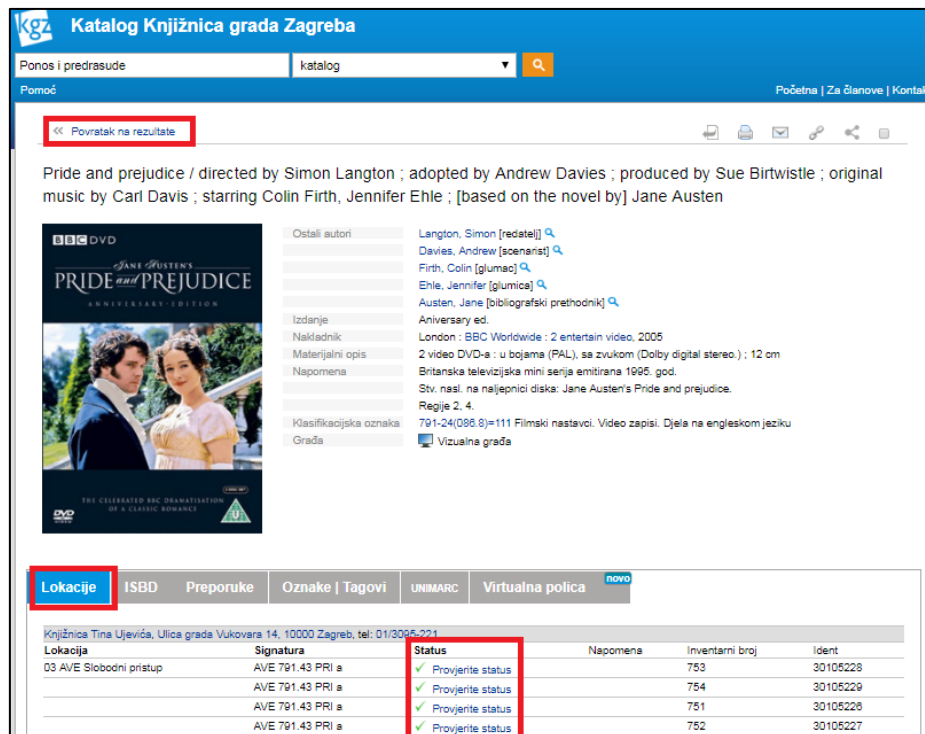 kgz Katalog Knjižnica grada Zagreba
Ponos i predrasude katalog
Pomoć Početna | Za članove | Kontak
<< Povratak na rezultate
Pride and prejudice / directed by Simon Langton ; adopted by Andrew Davies ; produced by Sue Birtwistle ; original
music by Carl Davis ; starring Colin Firth, Jennifer Ehle ; [based on the novel by] Jane Austen
BBC DVD
JANE AUSTEN'S
PRIDE and PREJUDICE
ANNIVERSARY·EDITION
THE CELEBRATED BBC DRAMATISATION
OF A CLASSIC ROMANCE
DVD
VIDEO
U
Ostali autori Langton, Simon [redatelj]
Davies, Andrew [scenarist]
Firth, Colin [glumac]
Ehle, Jennifer [glumica]
Austen, Jane [bibliografski prethodnik]
Izdanje Aniversary ed.
Nakladnik London : BBC Worldwide : 2 entertain video, 2005
Materijalni opis 2 video DVD-a : u bojama (PAL), sa zvukom (Dolby digital stereo.) ; 12 cm
Napomena Britanska televizijska mini serija emitirana 1995. god.
Stv. nasl. na naljepnici diska: Jane Austen's Pride and prejudice.
Regije 2, 4.
Klasifikacijska oznaka 791-24(086.8)=111 Filmski nastavci. Video zapisi. Djela na engleskom jeziku
Građa Vizualna građa
Lokacije ISBD Preporuke Oznake | Tagovi UNIMARC Virtualna polica novo
Knjižnica Tina Ujevića, Ulica grada Vukovara 14, 10000 Zagreb, tel: 01/3095-221
Lokacija Signatura Status Napomena Inventarni broj Ident
03 AVE Slobodni pristup AVE 791.43 PRI a ✓ Provjerite status 753 30105228
AVE 791.43 PRI a ✓ Provjerite status 754 30105229
AVE 791.43 PRI a ✓ Provjerite status 751 30105226
AVE 791.43 PRI a ✓ Provjerite status 752 30105227